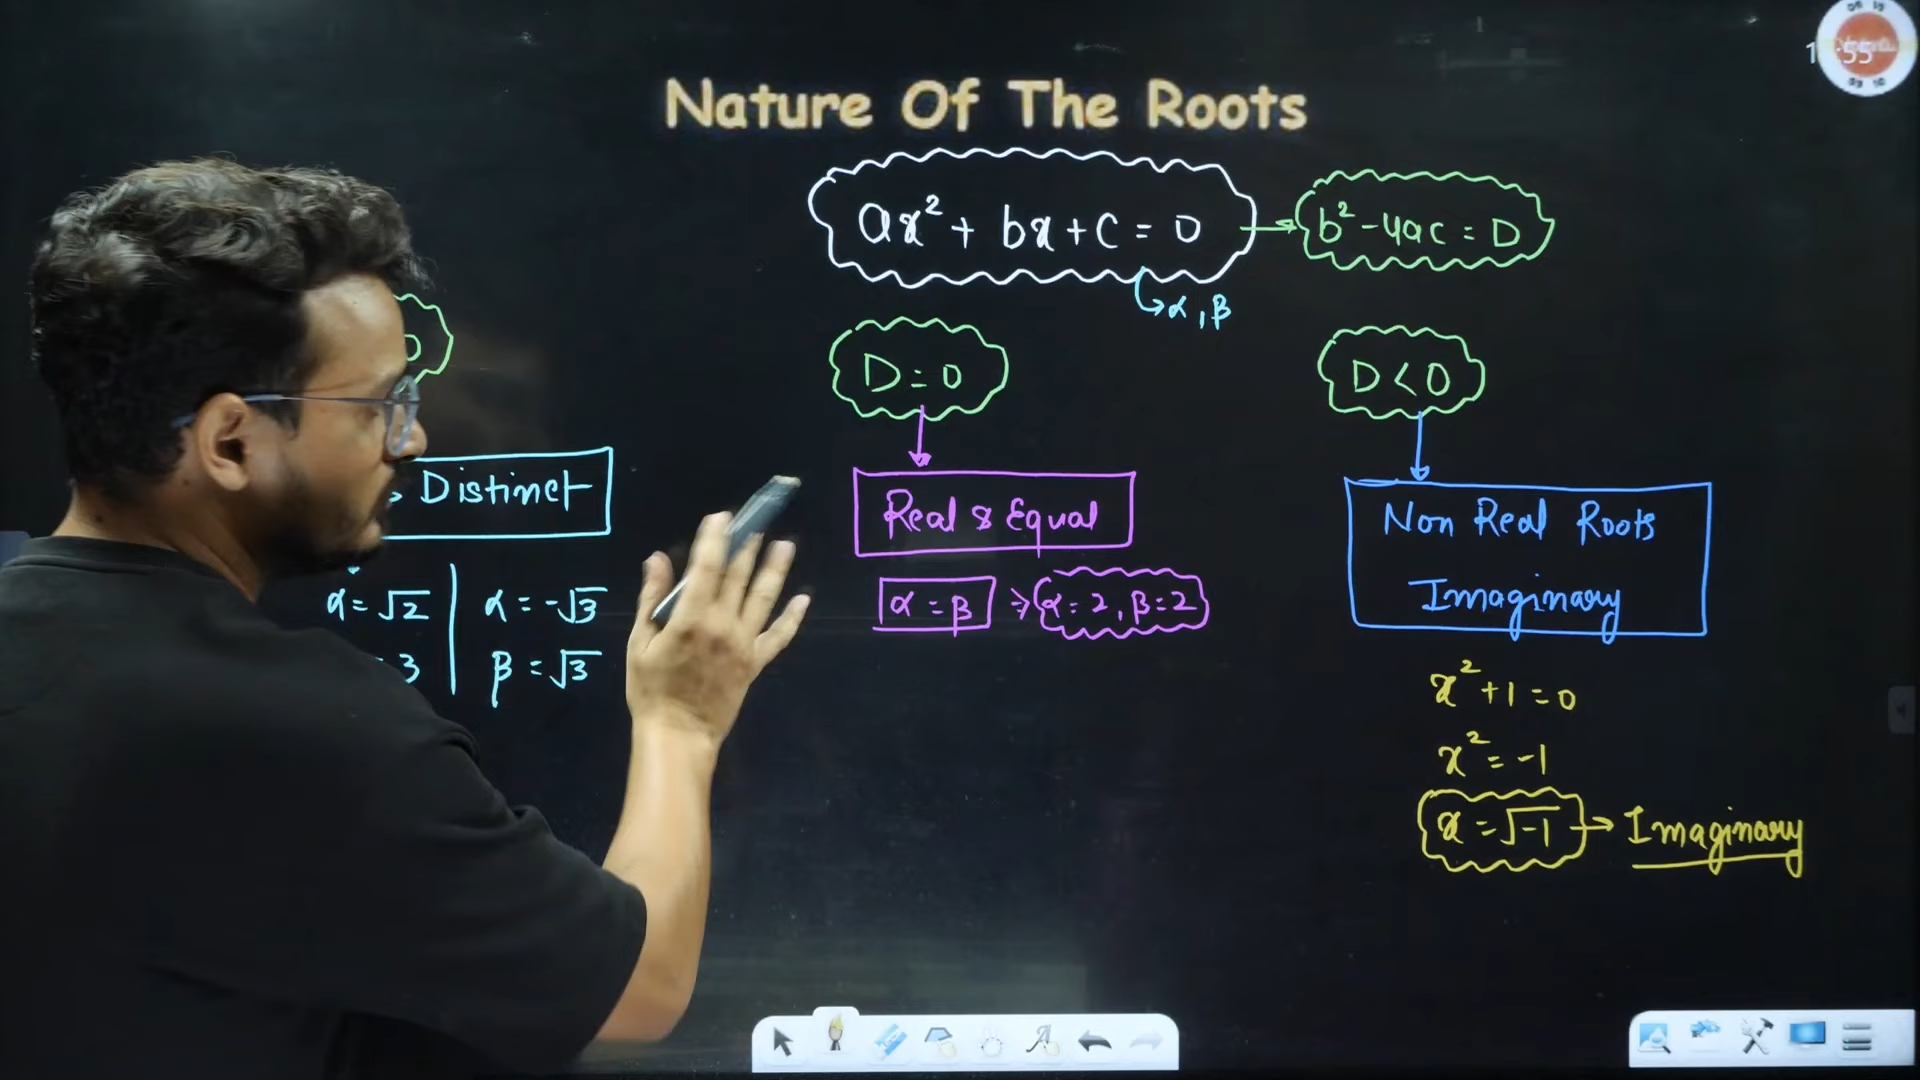 Nature Of The Roots
ax² + bx + c = 0 → b² - 4ac = D
↳ α, β
D = 0
D < 0
Distinct
Real & Equal
Non Real Roots
Imaginary
α = √2
α = -√3
= 3
β = √3
α = β ⇒ α = 2, β = 2
x² + 1 = 0
x² = -1
x = √-1 → Imaginary